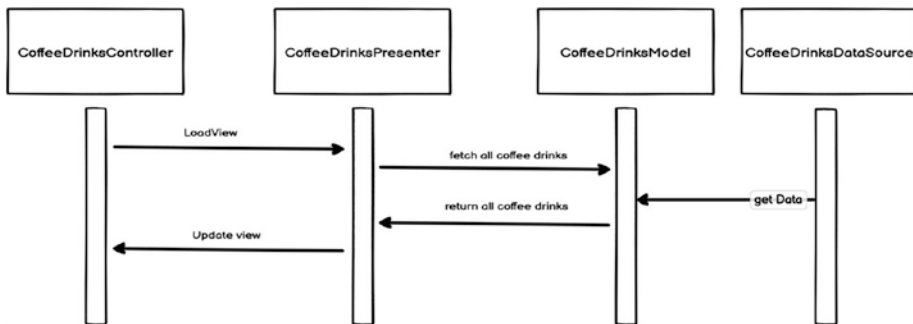 CoffeeDrinksController
CoffeeDrinksPresenter
CoffeeDrinksModel
CoffeeDrinksDataSource
LoadView
fetch all coffee drinks
get Data
return all coffee drinks
Update view